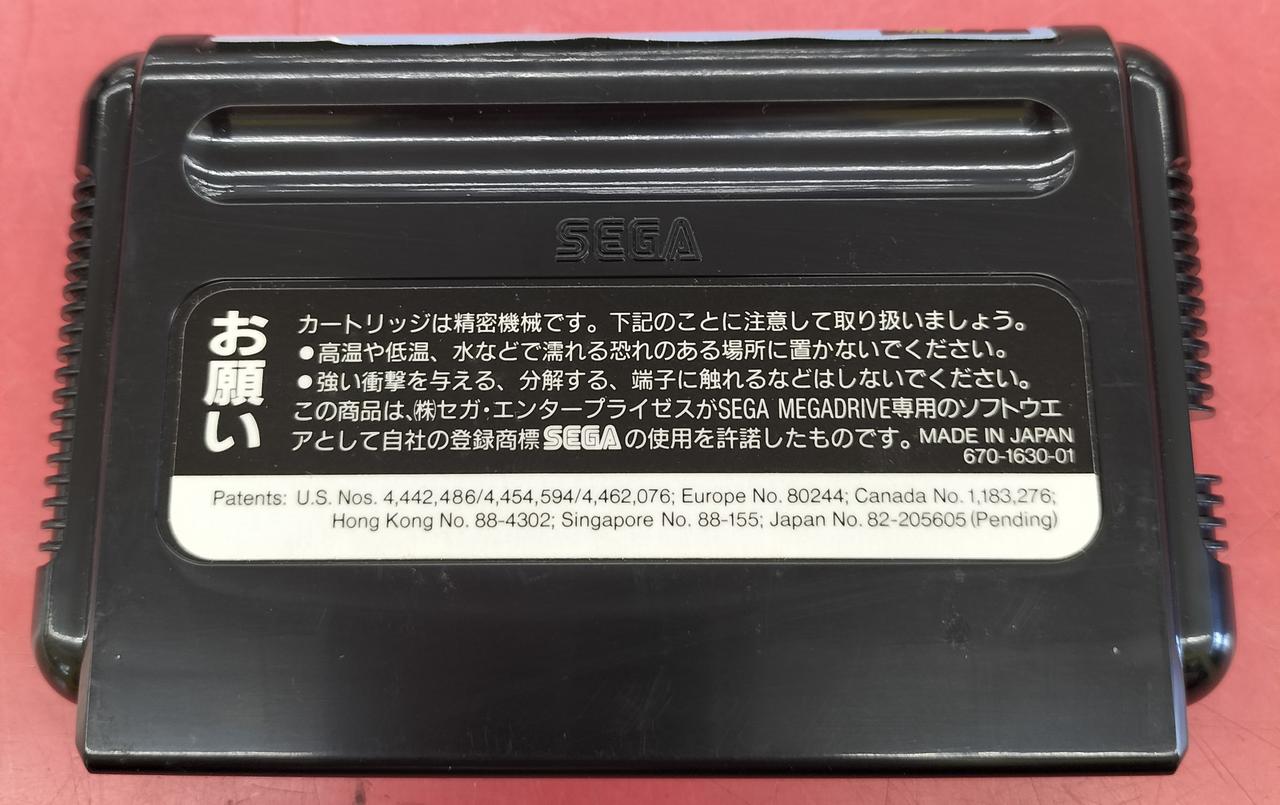 SEGA
お願い
カートリッジは精密機械です。下記のことに注意して取り扱いましょう。
●高温や低温、水などで濡れる恐れのある場所に置かないでください。
●強い衝撃を与える、分解する、端子に触れるなどはしないでください。
この商品は、㈱セガ・エンタープライゼスがSEGA MEGADRIVE専用のソフトウエ
アとして自社の登録商標SEGAの使用を許諾したものです。MADE IN JAPAN
670-1630-01
Patents: U.S. Nos. 4,442,486/4,454,594/4,462,076; Europe No. 80244; Canada No. 1,183,276;
Hong Kong No. 88-4302; Singapore No. 88-155; Japan No. 82-205605 (Pending)